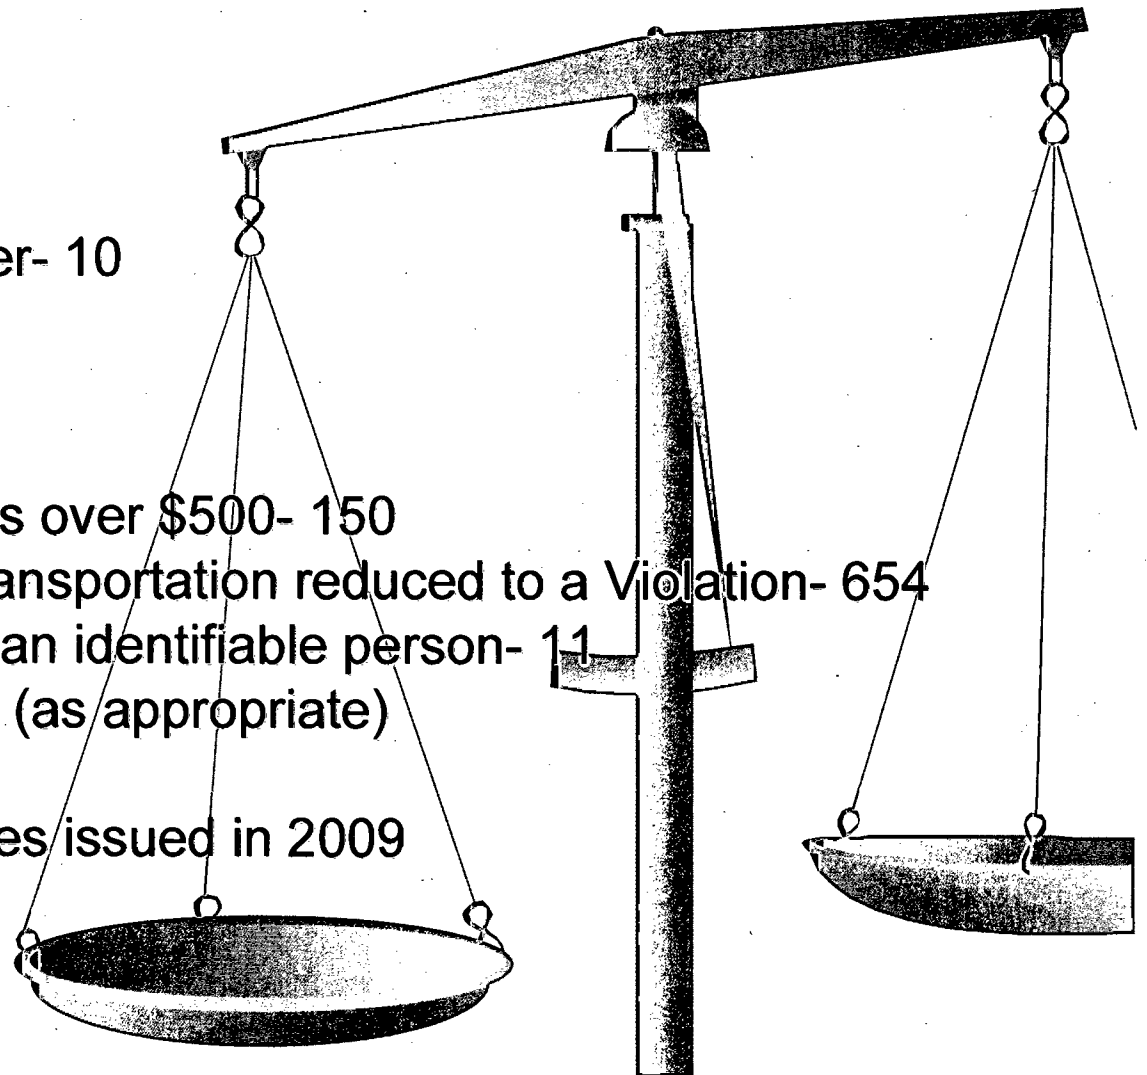 er- 10
s over $500- 150
ansportation reduced to a Violation- 654
an identifiable person- 11
(as appropriate)
es issued in 2009